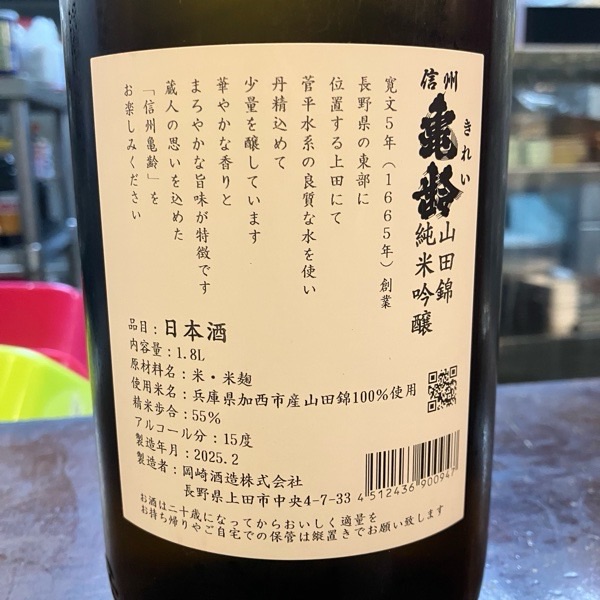 信州
亀齢
きれい
山田錦
純米吟醸
寛文5年(1665年)創業
長野県の東部に
位置する上田にて
菅平水系の良質な水を使い
丹精込めて
少量を醸しています
華やかな香りと
まろやかな旨味が特徴です
蔵人の思いを込めた
「信州亀齢」を
お楽しみください
品目:日本酒
内容量:1.8L
原材料名:米・米麹
使用米名:兵庫県加西市産山田錦100%使用
精米歩合:55%
アルコール分:15度
製造年月:2025.2
製造者:岡崎酒造株式会社
長野県上田市中央4-7-33
4 512436 900947
お酒は二十歳になってからおいしく適量を
お持ち帰りやご自宅での保管は縦置きでお願い致します